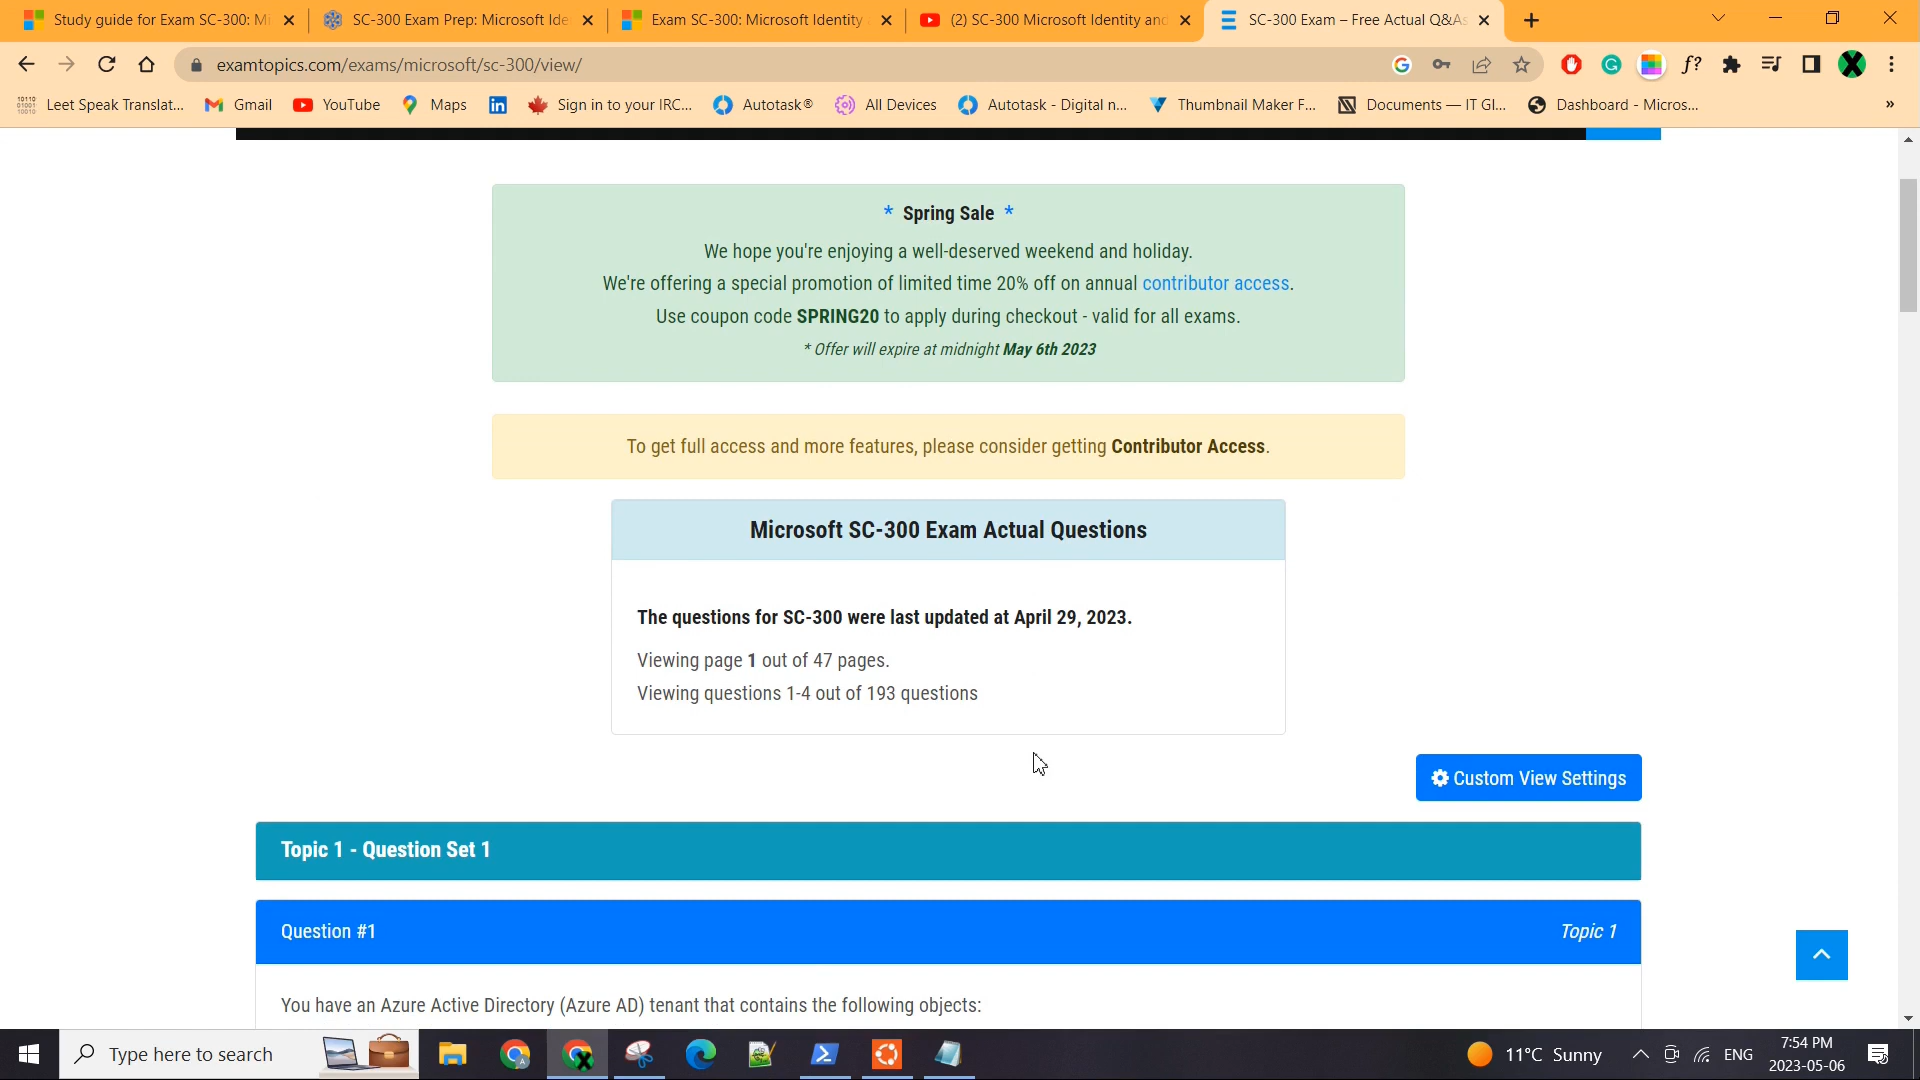 Study guide for Exam SC-300: Mi
SC-300 Exam Prep: Microsoft Ide
Exam SC-300: Microsoft Identity
(2) SC-300 Microsoft Identity and
SC-300 Exam – Free Actual Q&As
examtopics.com/exams/microsoft/sc-300/view/
Leet Speak Translat...
Gmail
YouTube
Maps
Sign in to your IRC...
Autotask®
All Devices
Autotask - Digital n...
Thumbnail Maker F...
Documents — IT Gl...
Dashboard - Micros...
»
* Spring Sale *
We hope you're enjoying a well-deserved weekend and holiday.
We're offering a special promotion of limited time 20% off on annual contributor access.
Use coupon code SPRING20 to apply during checkout - valid for all exams.
* Offer will expire at midnight May 6th 2023
To get full access and more features, please consider getting Contributor Access.
Microsoft SC-300 Exam Actual Questions
The questions for SC-300 were last updated at April 29, 2023.
Viewing page 1 out of 47 pages.
Viewing questions 1-4 out of 193 questions
Custom View Settings
Topic 1 - Question Set 1
Question #1
Topic 1
You have an Azure Active Directory (Azure AD) tenant that contains the following objects:
Type here to search
11°C Sunny
ENG
7:54 PM
2023-05-06